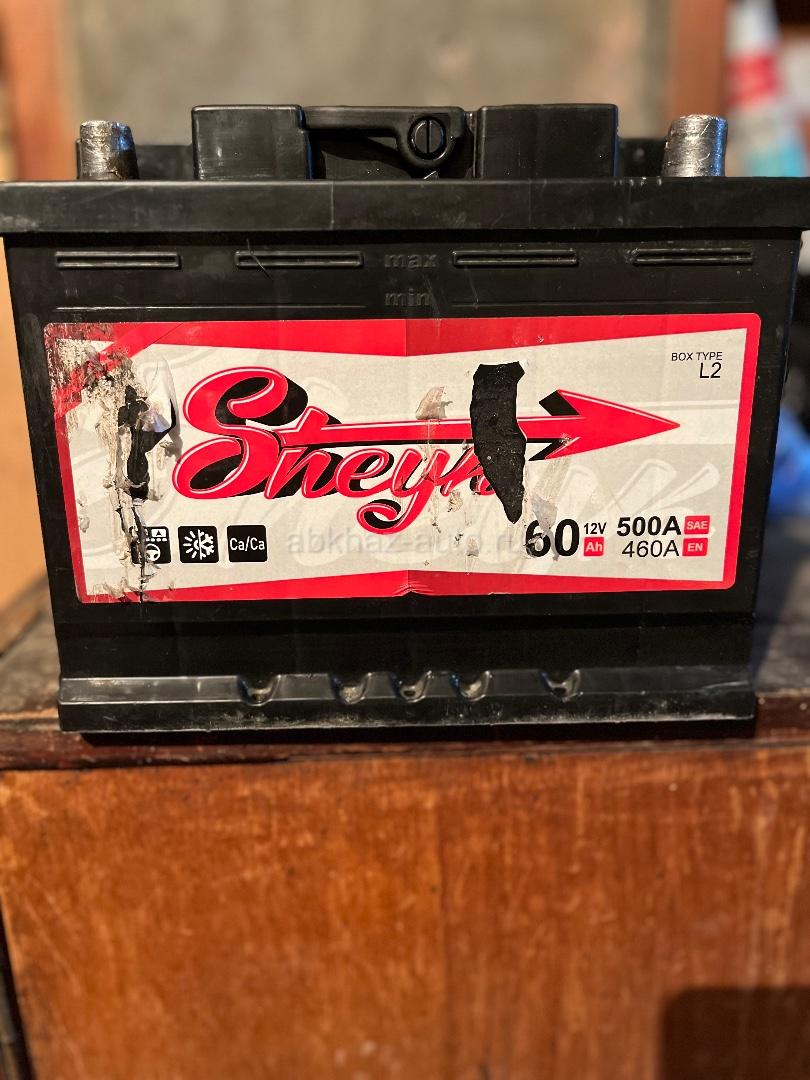 max
min
BOX TYPE
L2
Ca/Ca
abkhaz-auto.ru
60 12V 500A SAE
Ah 460A EN